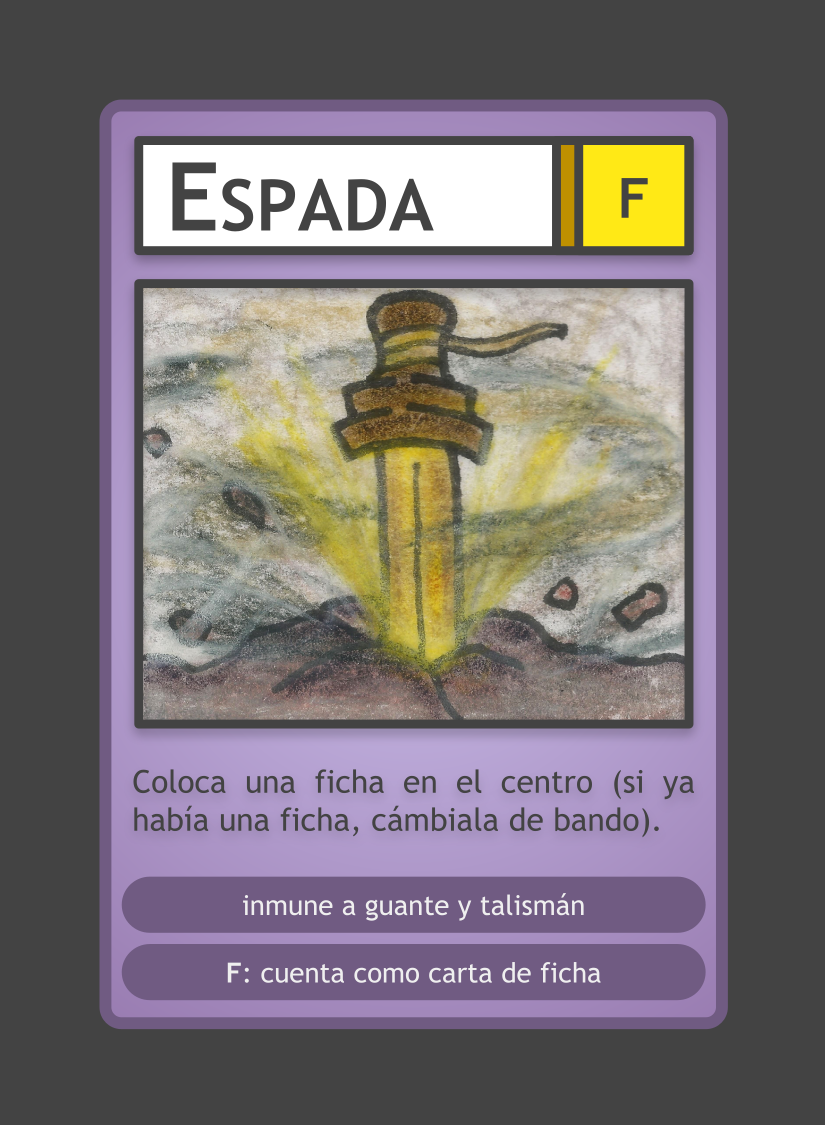 Espada
F
Coloca una ficha en el centro (si ya
había una ficha, cámbiala de bando).
inmune a guante y talismán
F: cuenta como carta de ficha